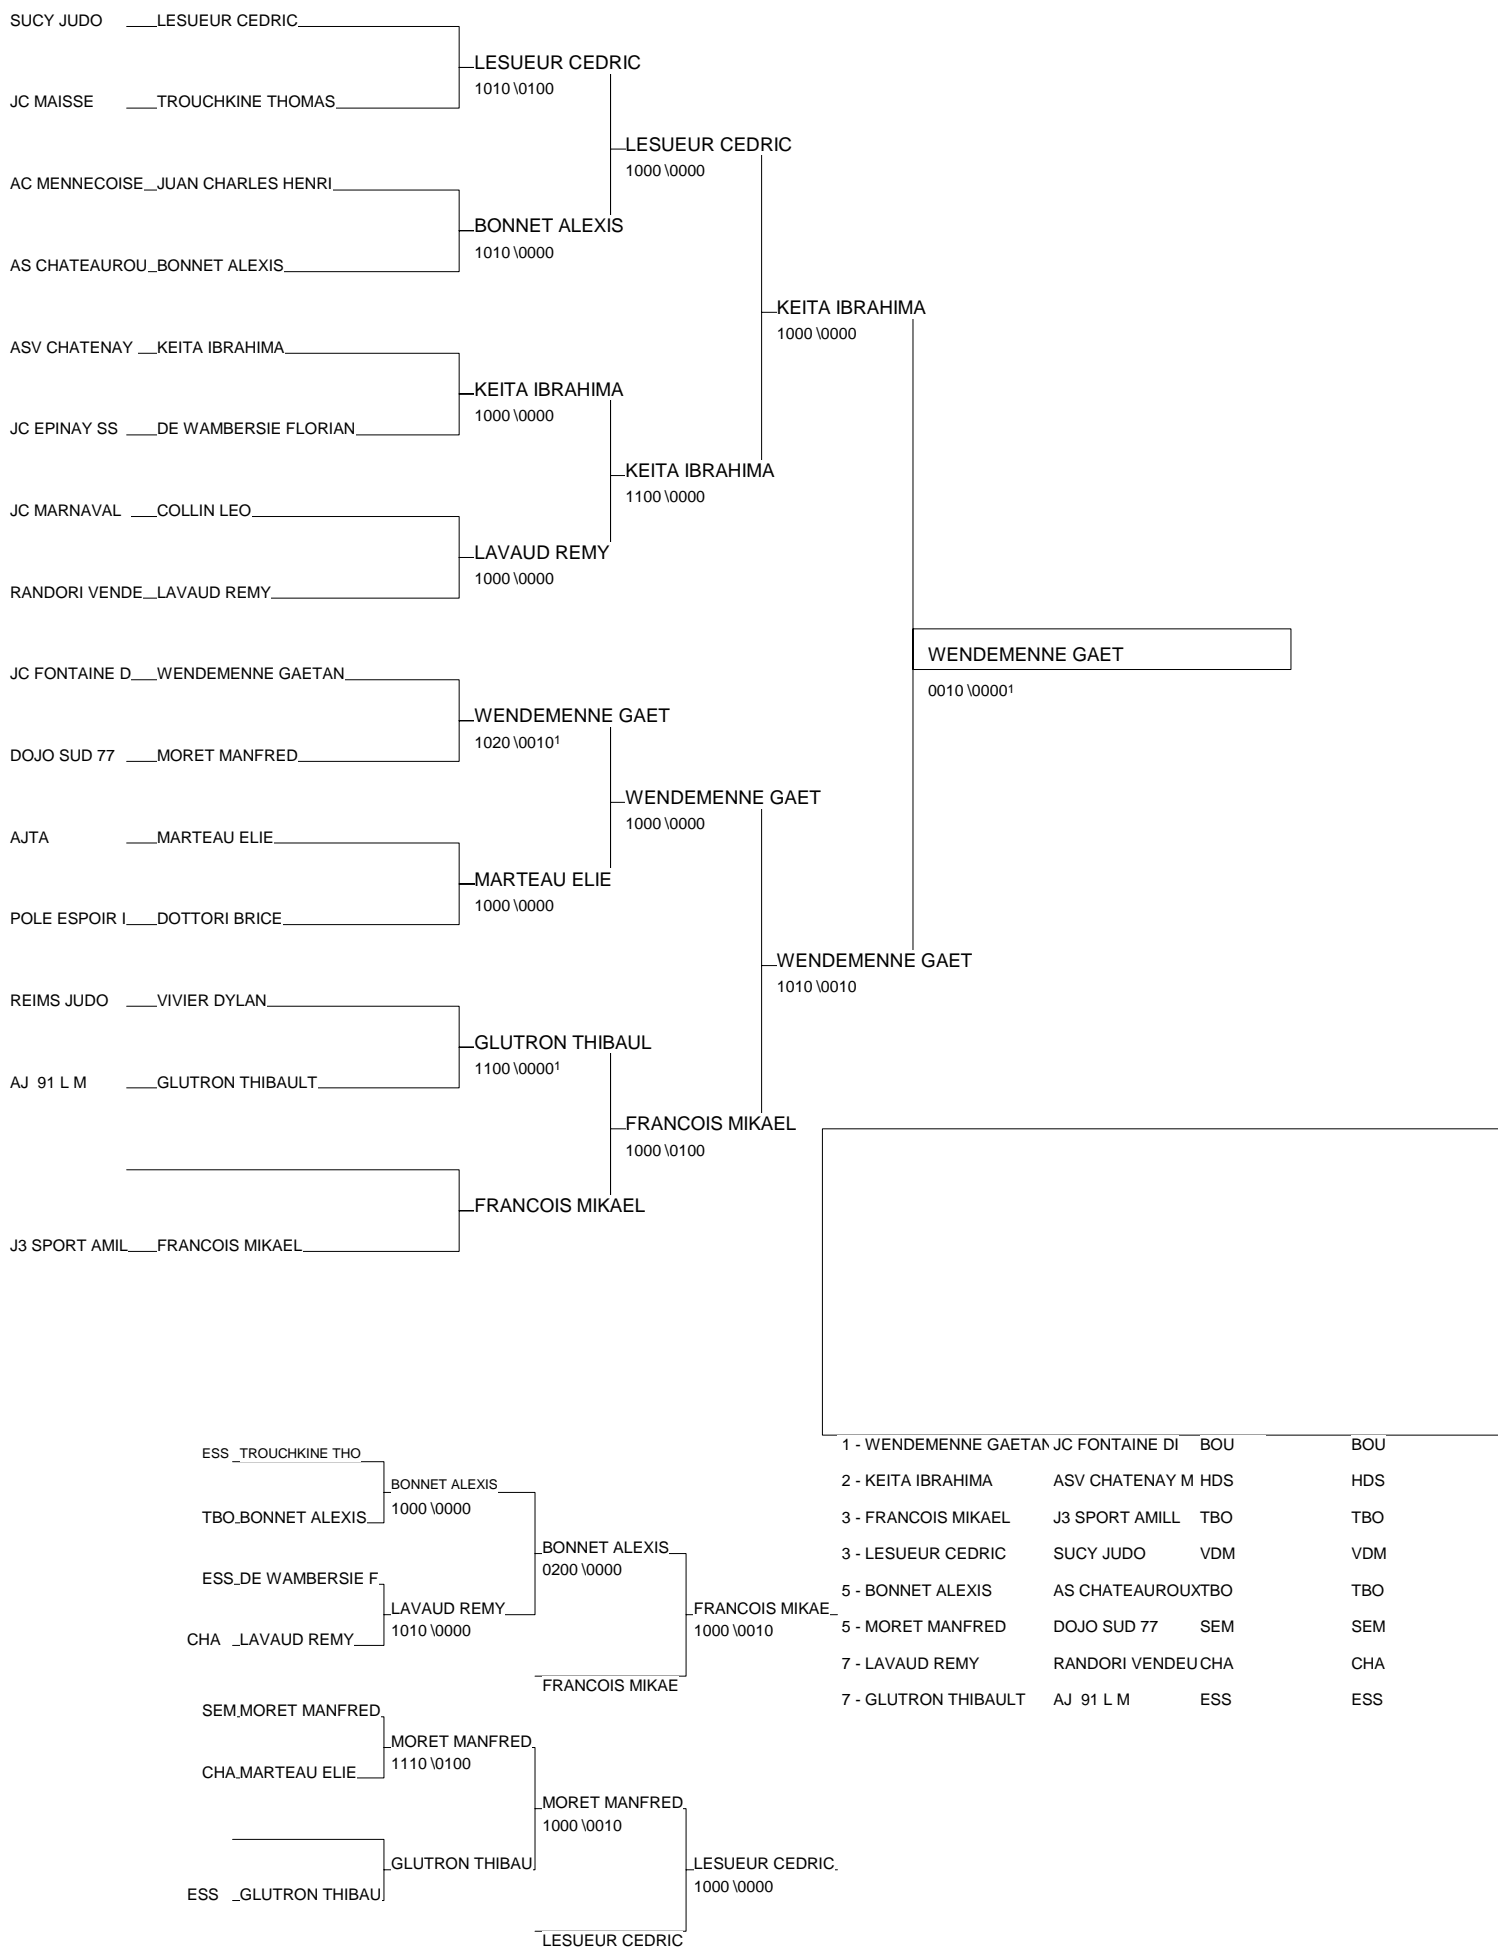 SUCY JUDO LESUEUR CEDRIC
LESUEUR CEDRIC
1010 \0100
JC MAISSE TROUCHKINE THOMAS
LESUEUR CEDRIC
1000 \0000
AC MENNECOISE JUAN CHARLES HENRI
BONNET ALEXIS
1010 \0000
AS CHATEAUROU BONNET ALEXIS
KEITA IBRAHIMA
1000 \0000
ASV CHATENAY KEITA IBRAHIMA
KEITA IBRAHIMA
1000 \0000
JC EPINAY SS DE WAMBERSIE FLORIAN
KEITA IBRAHIMA
1100 \0000
JC MARNAVAL COLLIN LEO
LAVAUD REMY
1000 \0000
RANDORI VENDE LAVAUD REMY
WENDEMENNE GAET
0010 \0000¹
JC FONTAINE D WENDEMENNE GAETAN
WENDEMENNE GAET
1020 \0010¹
DOJO SUD 77 MORET MANFRED
WENDEMENNE GAET
1000 \0000
AJTA MARTEAU ELIE
MARTEAU ELIE
1000 \0000
POLE ESPOIR I DOTTORI BRICE
WENDEMENNE GAET
1010 \0010
REIMS JUDO VIVIER DYLAN
GLUTRON THIBAUL
1100 \0000¹
AJ 91 L M GLUTRON THIBAULT
FRANCOIS MIKAEL
1000 \0100
FRANCOIS MIKAEL
J3 SPORT AMIL FRANCOIS MIKAEL
ESS TROUCHKINE THO
BONNET ALEXIS
1000 \0000
TBO BONNET ALEXIS
BONNET ALEXIS
0200 \0000
ESS DE WAMBERSIE F
LAVAUD REMY
1010 \0000
CHA LAVAUD REMY
FRANCOIS MIKAE
1000 \0010
FRANCOIS MIKAE
SEM MORET MANFRED
MORET MANFRED
1110 \0100
CHA MARTEAU ELIE
MORET MANFRED
1000 \0010
GLUTRON THIBAU
ESS GLUTRON THIBAU
LESUEUR CEDRIC
1000 \0000
LESUEUR CEDRIC
1 - WENDEMENNE GAETAN JC FONTAINE DI BOU BOU
2 - KEITA IBRAHIMA ASV CHATENAY M HDS HDS
3 - FRANCOIS MIKAEL J3 SPORT AMILL TBO TBO
3 - LESUEUR CEDRIC SUCY JUDO VDM VDM
5 - BONNET ALEXIS AS CHATEAUROUX TBO TBO
5 - MORET MANFRED DOJO SUD 77 SEM SEM
7 - LAVAUD REMY RANDORI VENDEU CHA CHA
7 - GLUTRON THIBAULT AJ 91 L M ESS ESS